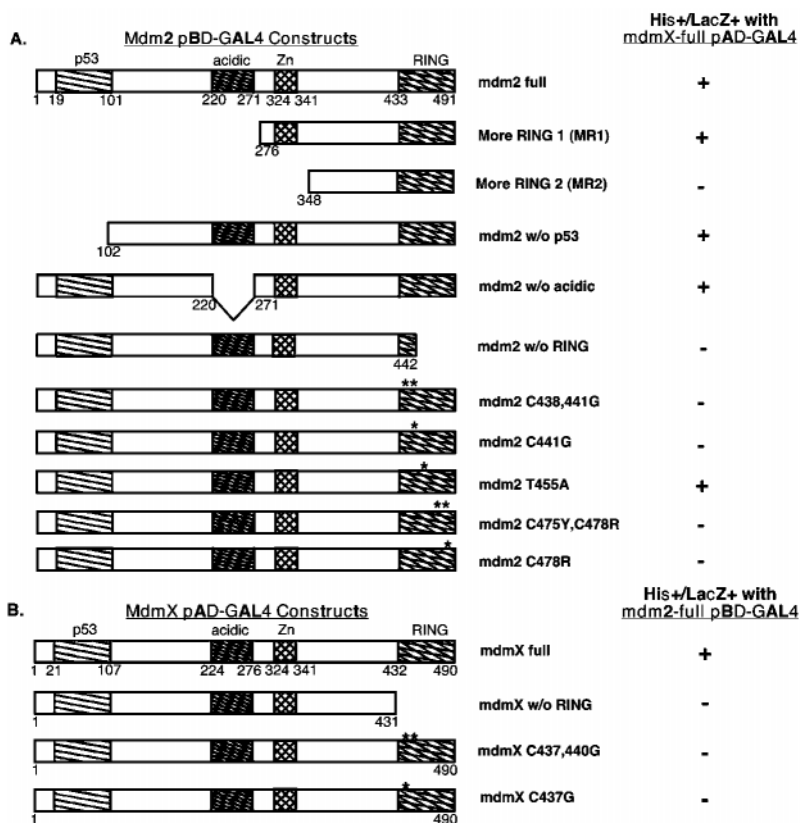 His+/LacZ+ with
A. Mdm2 pBD-GAL4 Constructs mdmX-full pAD-GAL4
p53 acidic Zn RING
mdm2 full +
1 19 101 220 271 324 341 433 491
More RING 1 (MR1) +
276
More RING 2 (MR2) -
348
mdm2 w/o p53 +
102
mdm2 w/o acidic +
220 271
mdm2 w/o RING -
442
**
mdm2 C438,441G -
*
mdm2 C441G -
*
mdm2 T455A +
**
mdm2 C475Y,C478R -
*
mdm2 C478R -
His+/LacZ+ with
B. MdmX pAD-GAL4 Constructs mdm2-full pBD-GAL4
p53 acidic Zn RING
mdmX full +
1 21 107 224 276 324 341 432 490
mdmX w/o RING -
1 431
**
mdmX C437,440G -
1 490
*
mdmX C437G -
1 490